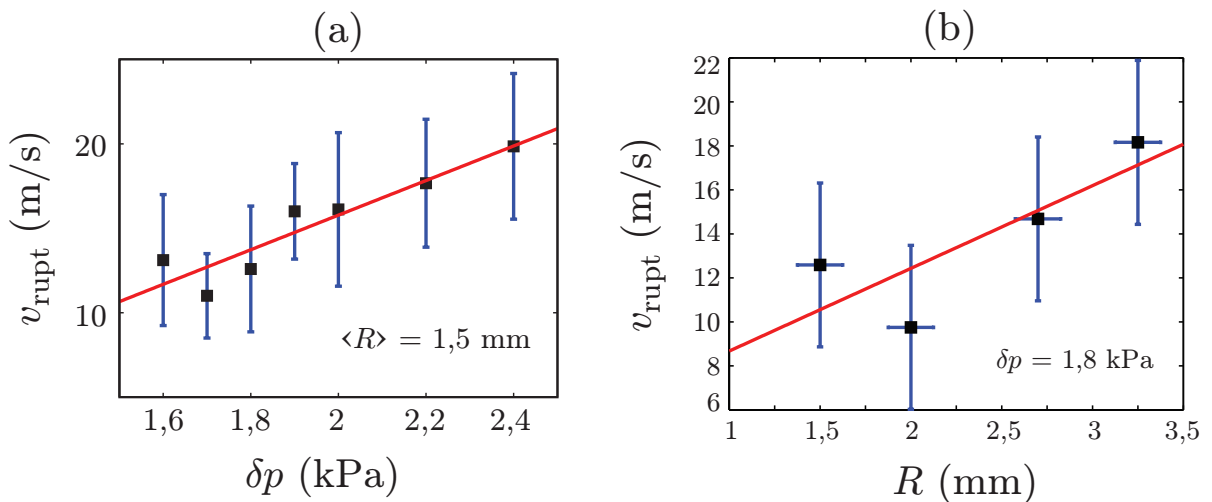 (a)
v_rupt (m/s)
20
10
‹R› = 1,5 mm
1,6 1,8 2 2,2 2,4
δp (kPa)
(b)
v_rupt (m/s)
22
20
18
16
14
12
10
8
6
δp = 1,8 kPa
1 1,5 2 2,5 3 3,5
R (mm)